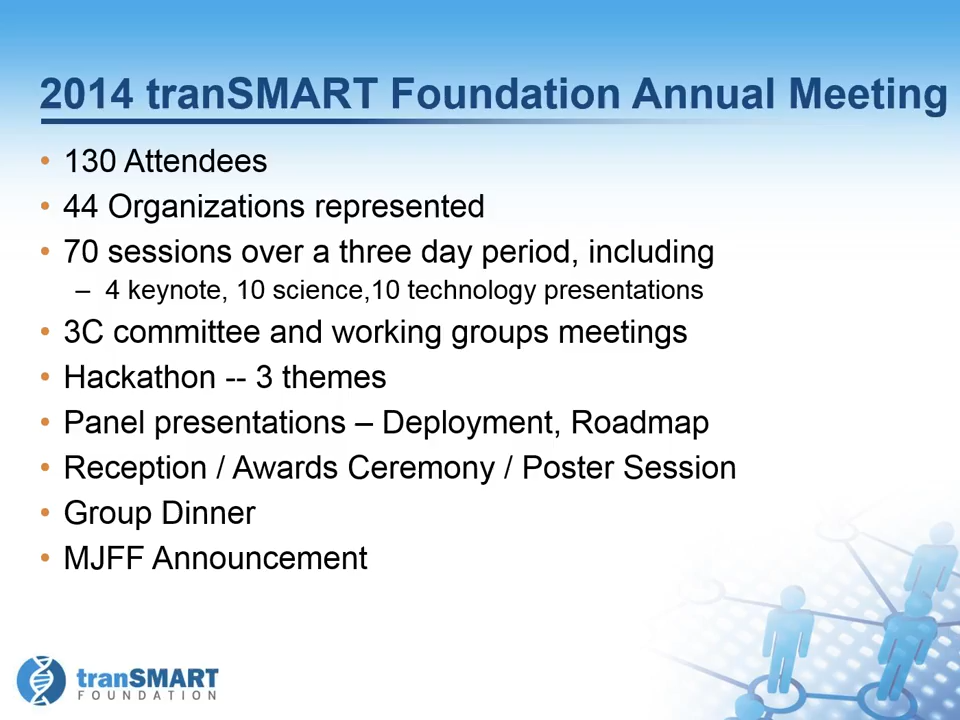 2014 tranSMART Foundation Annual Meeting
• 130 Attendees
• 44 Organizations represented
• 70 sessions over a three day period, including
– 4 keynote, 10 science,10 technology presentations
• 3C committee and working groups meetings
• Hackathon -- 3 themes
• Panel presentations – Deployment, Roadmap
• Reception / Awards Ceremony / Poster Session
• Group Dinner
• MJFF Announcement
tranSMART
FOUNDATION